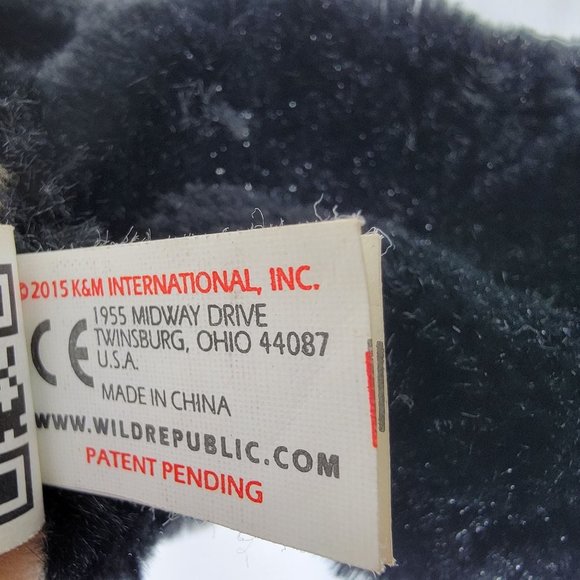 © 2015 K&M INTERNATIONAL, INC.
CE
1955 MIDWAY DRIVE
TWINSBURG, OHIO 44087
U.S.A.
MADE IN CHINA
WWW.WILDREPUBLIC.COM
PATENT PENDING